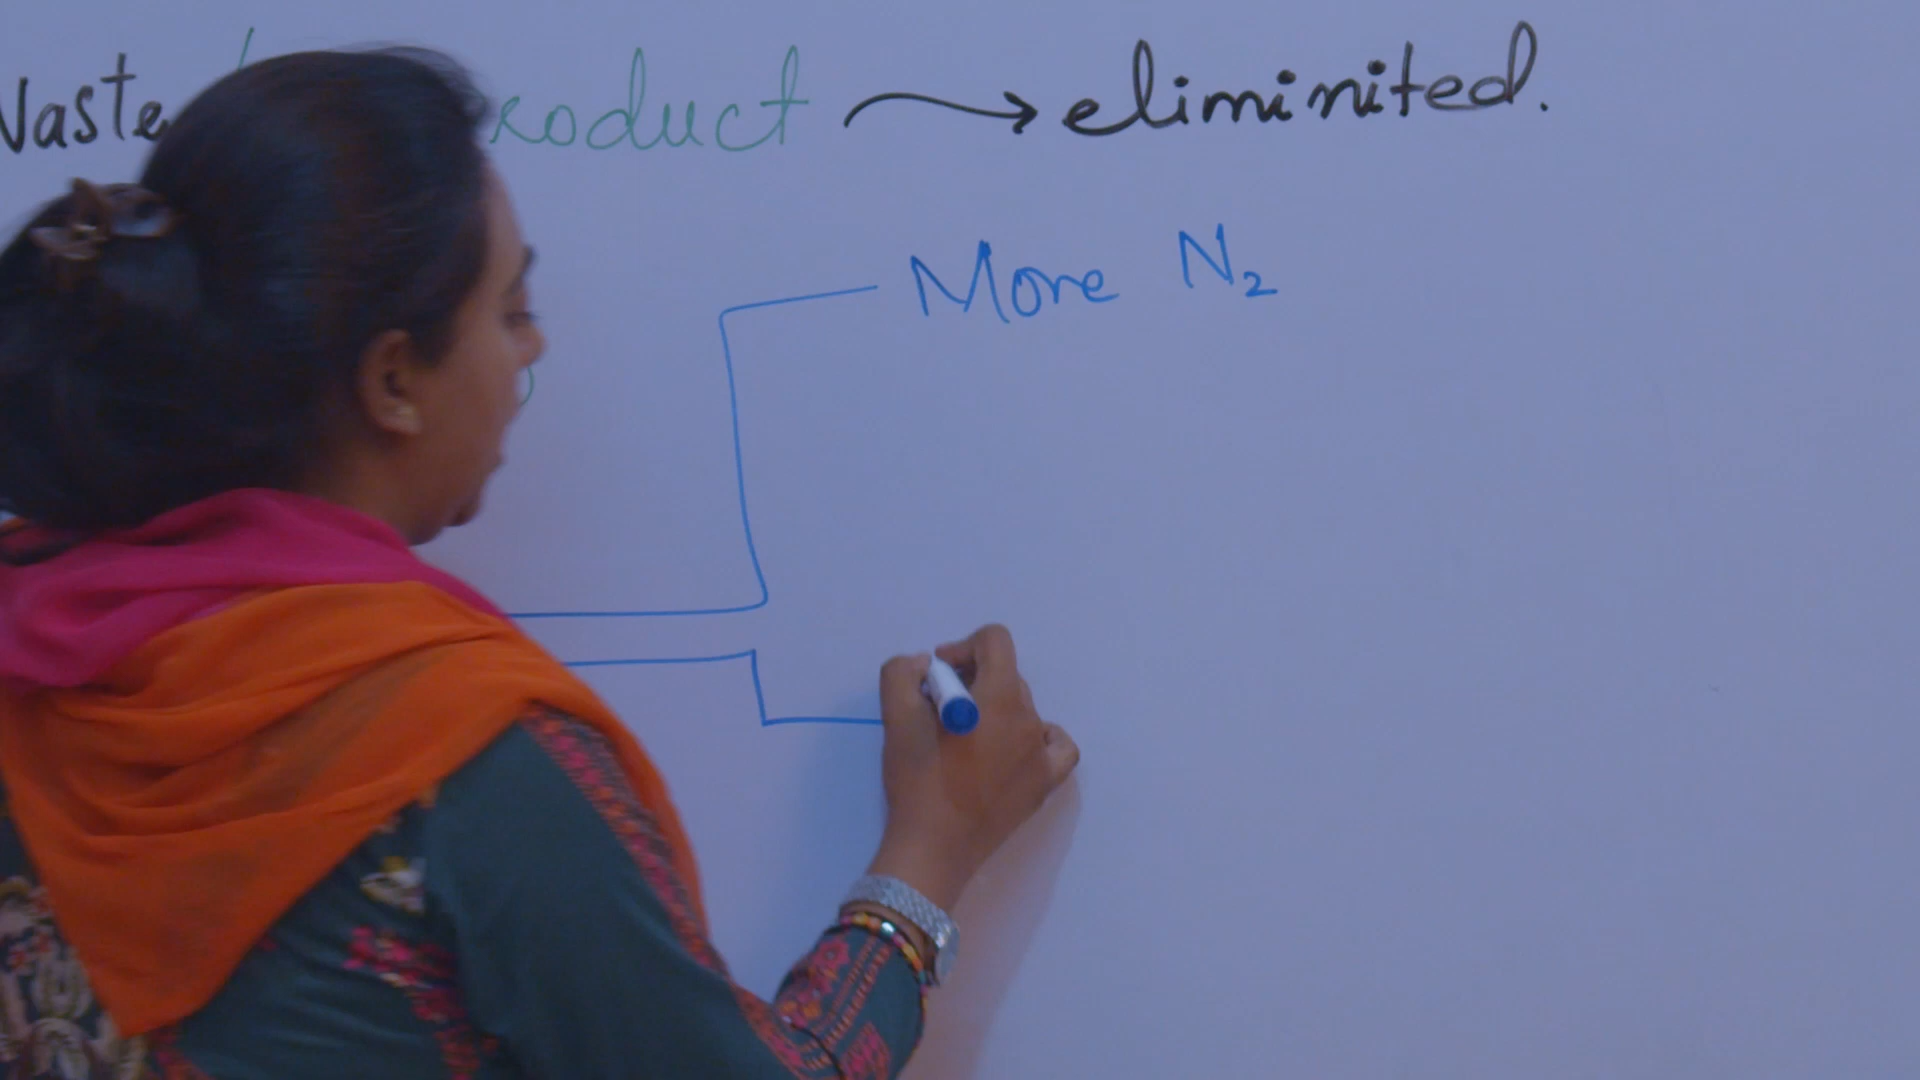 Waste product → eliminited.
More N₂